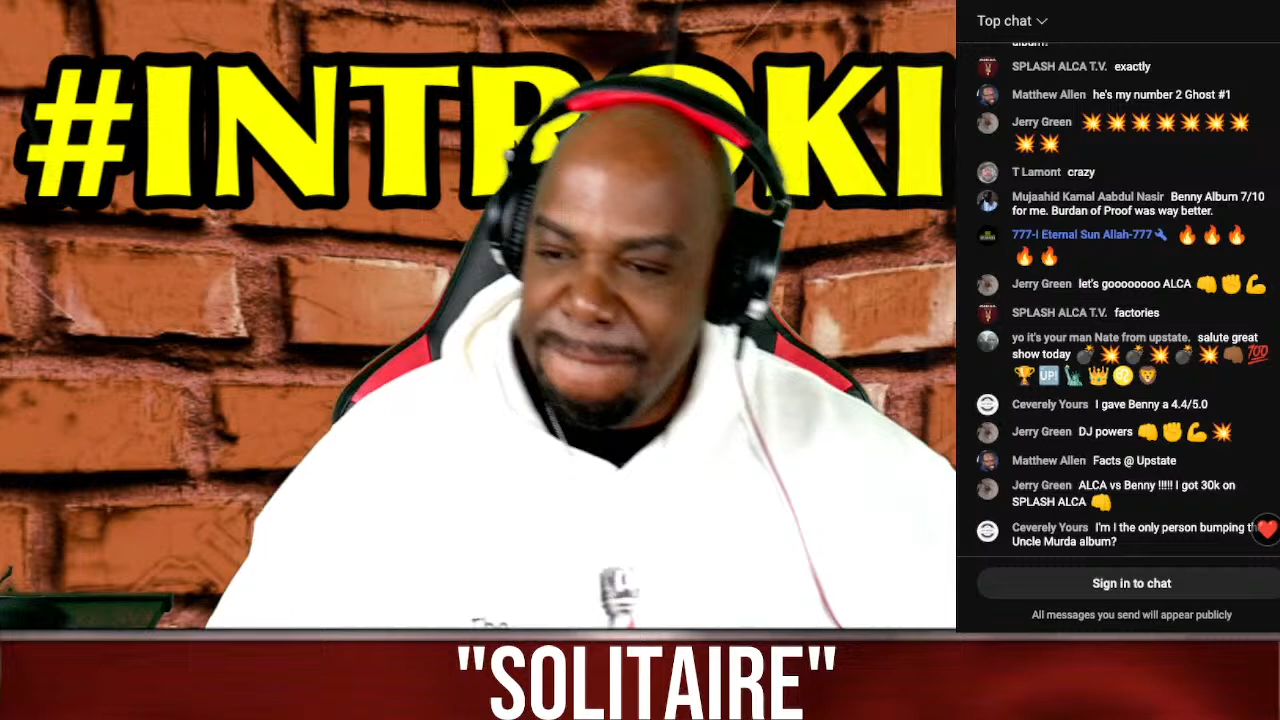 #INTR
KI
The
"SOLITAIRE"
Top chat
album?
SPLASH ALCA T.V. exactly
Matthew Allen he's my number 2 Ghost #1
Jerry Green 💥💥💥💥💥💥💥
💥💥
T Lamont crazy
Mujaahid Kamal Aabdul Nasir Benny Album 7/10
for me. Burdan of Proof was way better.
777-I Eternal Sun Allah-777🔧 🔥🔥🔥
🔥🔥
Jerry Green let's goooooooo ALCA 👊✊💪
SPLASH ALCA T.V. factories
yo it's your man Nate from upstate. salute great
show today 💣💥💣💥💣💥👊🏾💯
🏆🆙🗽👑♌🦁
Ceverely Yours I gave Benny a 4.4/5.0
Jerry Green DJ powers 👊✊💪💥
Matthew Allen Facts @ Upstate
Jerry Green ALCA vs Benny !!!!! I got 30k on
SPLASH ALCA 👊
Ceverely Yours I'm I the only person bumping
Uncle Murda album?
Sign in to chat
All messages you send will appear publicly